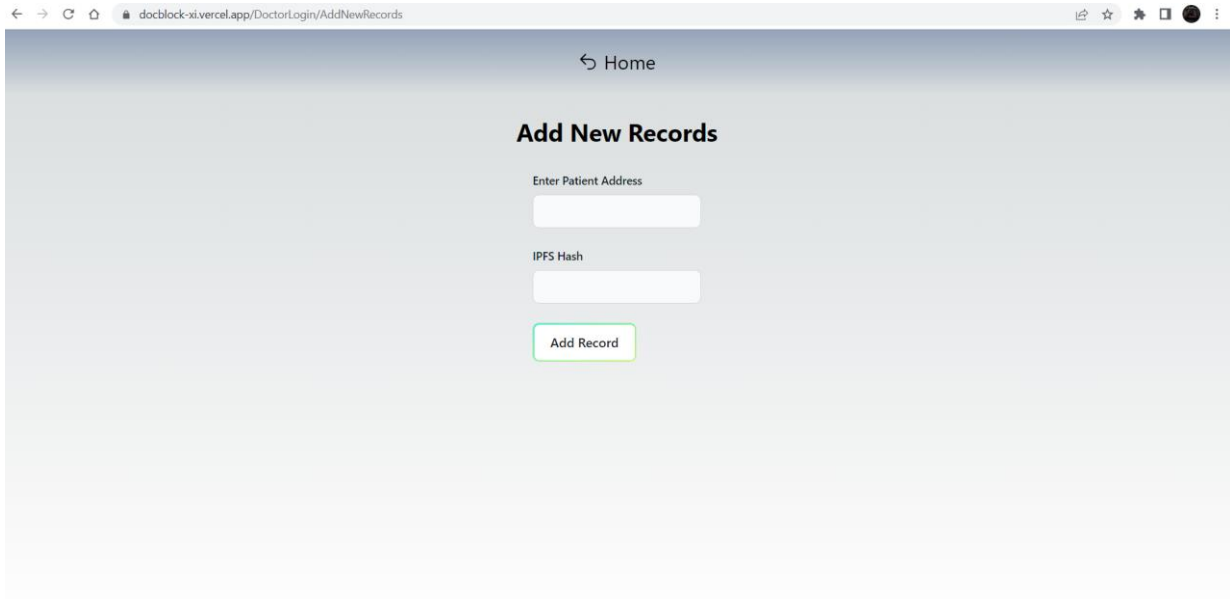 docblock-xi.vercel.app/DoctorLogin/AddNewRecords
Home
Add New Records
Enter Patient Address
IPFS Hash
Add Record